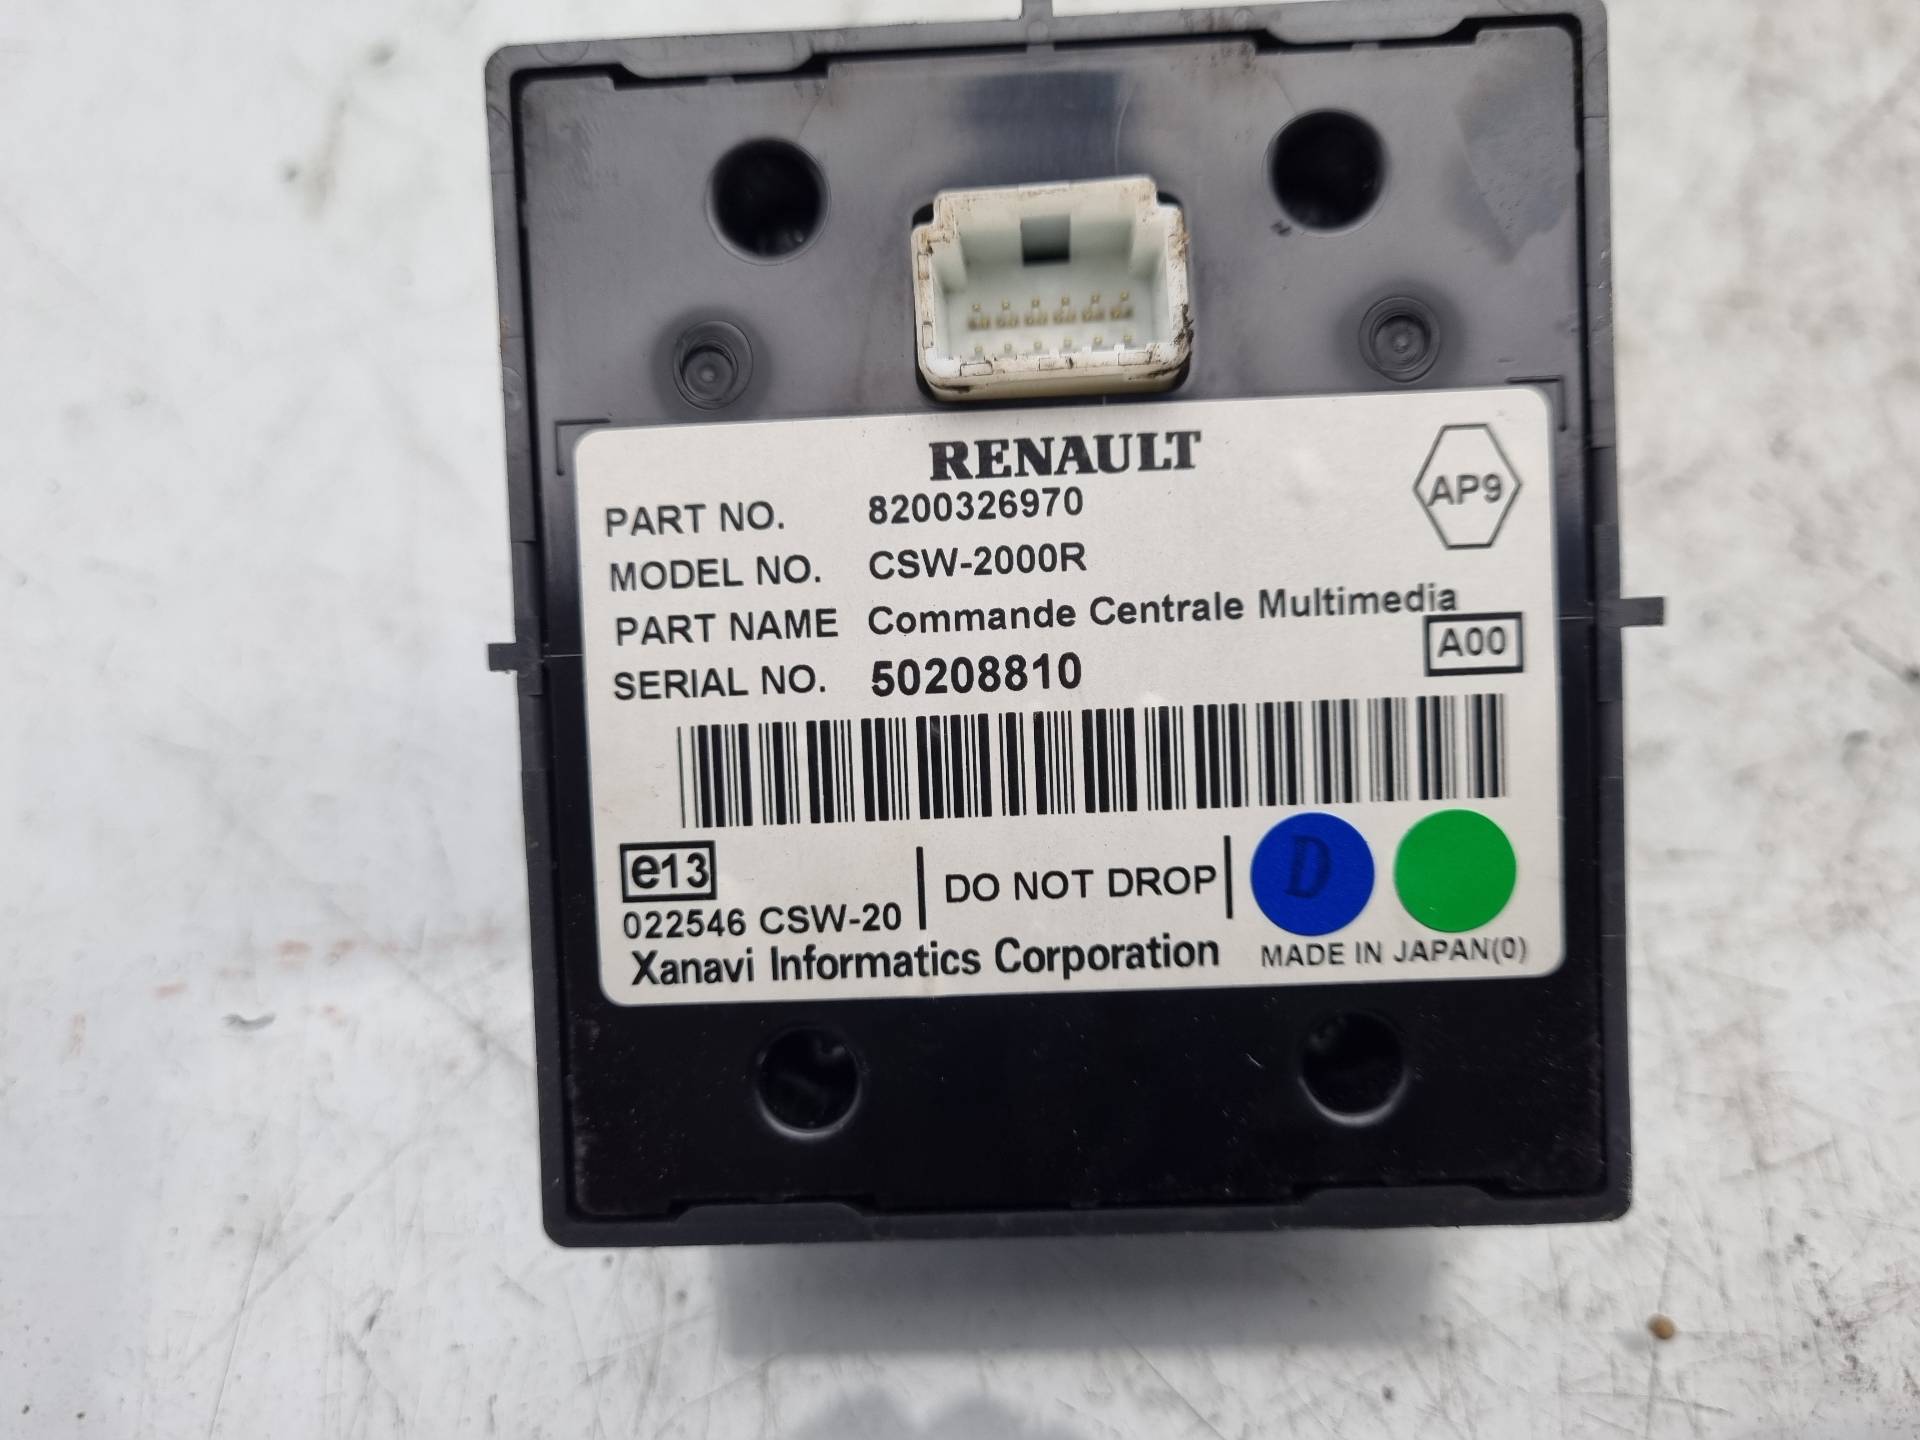 RENAULT
PART NO. 8200326970
AP9
MODEL NO. CSW-2000R
PART NAME Commande Centrale Multimedia
SERIAL NO. 50208810
A00
e13
DO NOT DROP
D
022546 CSW-20
Xanavi Informatics Corporation
MADE IN JAPAN(0)